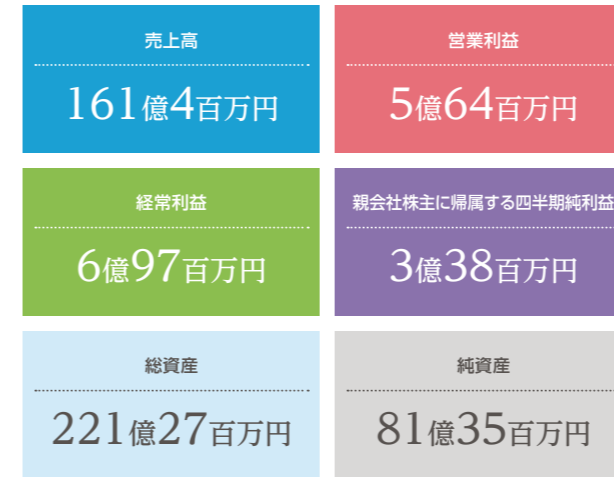 売上高
161億4百万円
営業利益
5億64百万円
経常利益
6億97百万円
親会社株主に帰属する四半期純利益
3億38百万円
総資産
221億27百万円
純資産
81億35百万円